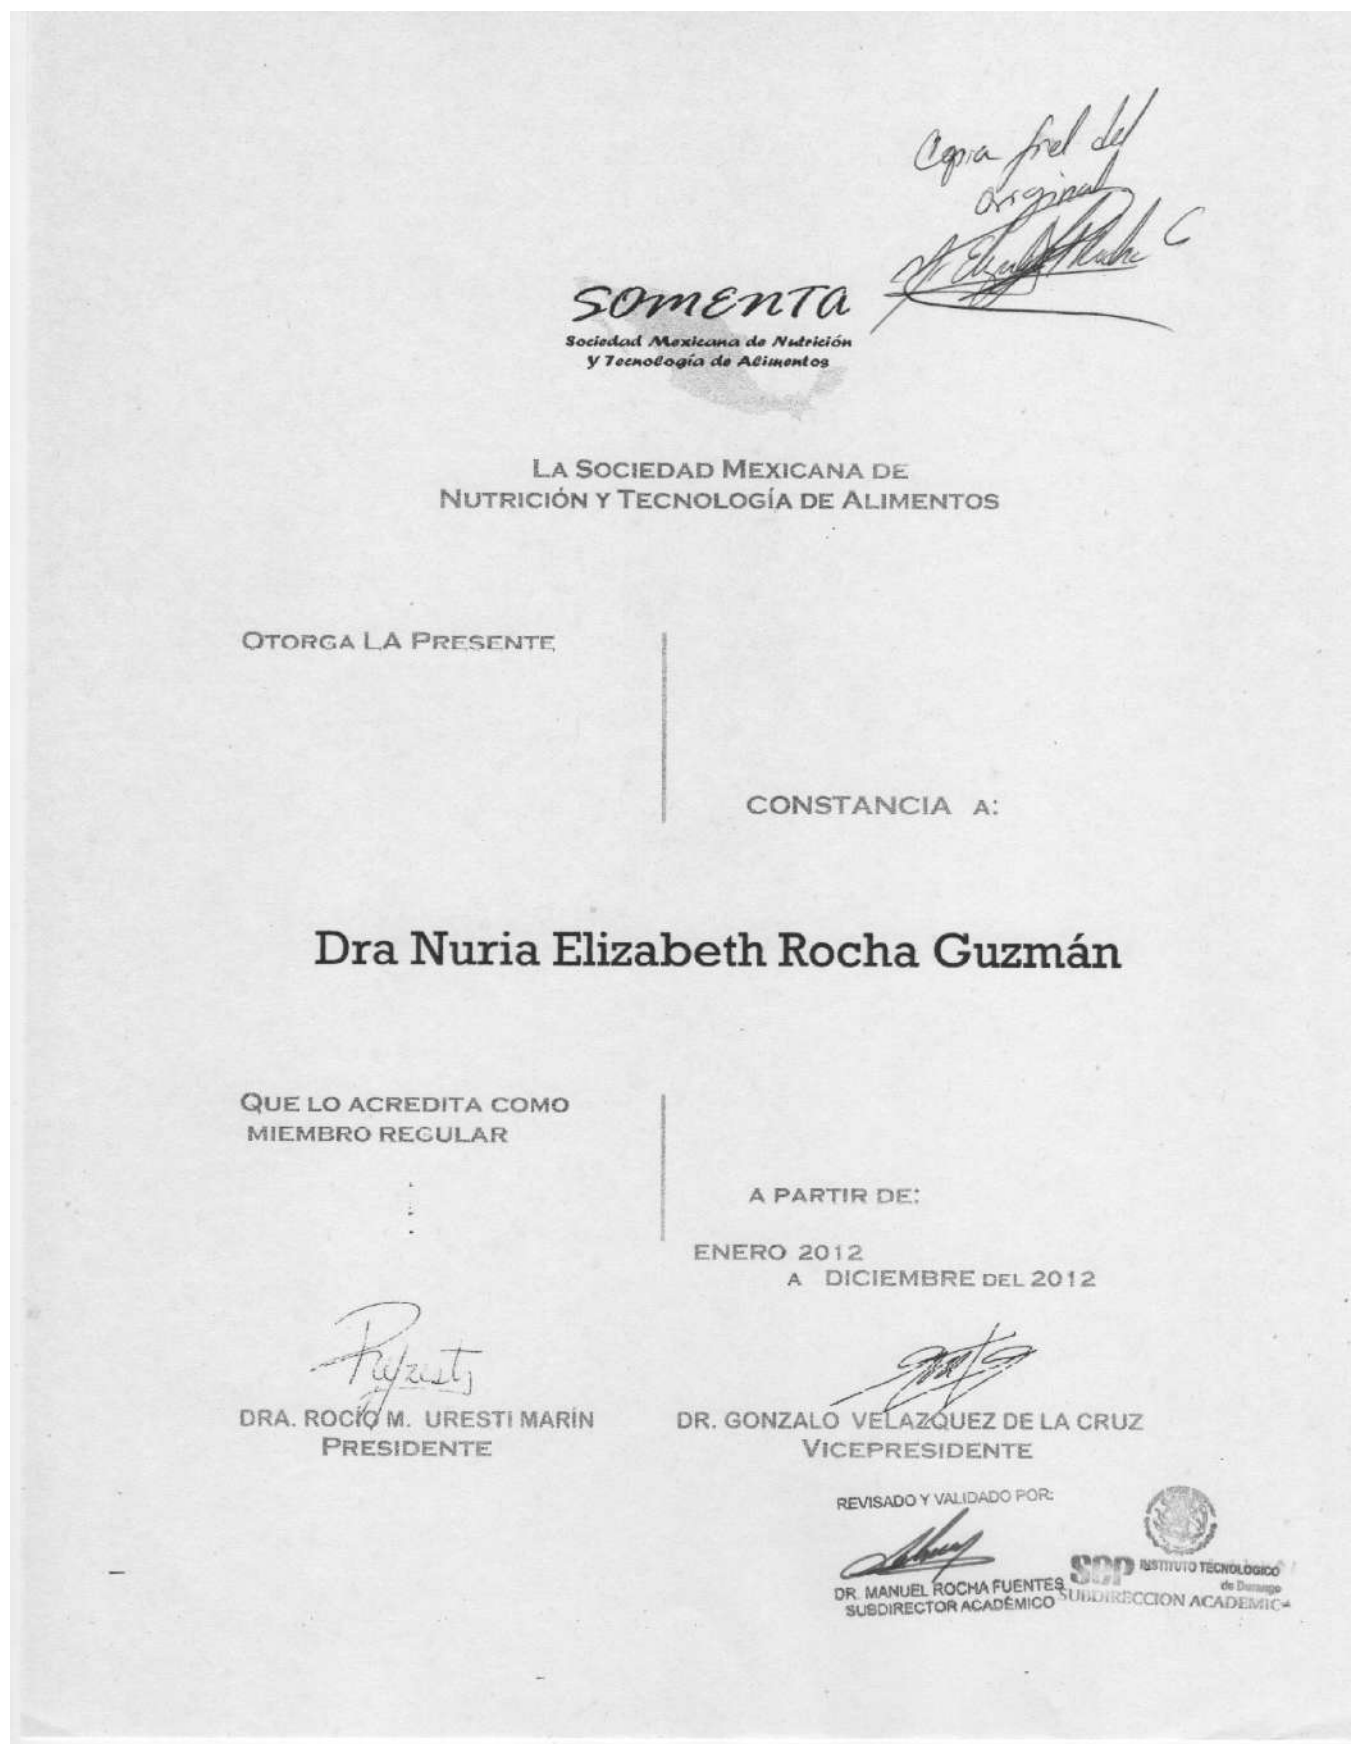 Copia fiel del
original
SOMENTA
Sociedad Mexicana de Nutrición
y Tecnología de Alimentos
LA SOCIEDAD MEXICANA DE
NUTRICIÓN Y TECNOLOGÍA DE ALIMENTOS
OTORGA LA PRESENTE
CONSTANCIA A:
Dra Nuria Elizabeth Rocha Guzmán
QUE LO ACREDITA COMO
MIEMBRO REGULAR
A PARTIR DE:
ENERO 2012
A DICIEMBRE DEL 2012
DRA. ROCÍO M. URESTI MARÍN
PRESIDENTE
DR. GONZALO VELAZQUEZ DE LA CRUZ
VICEPRESIDENTE
REVISADO Y VALIDADO POR:
DR. MANUEL ROCHA FUENTES
SUBDIRECTOR ACADÉMICO
SEP INSTITUTO TECNOLÓGICO
de Durango
SUBDIRECCION ACADEMICA